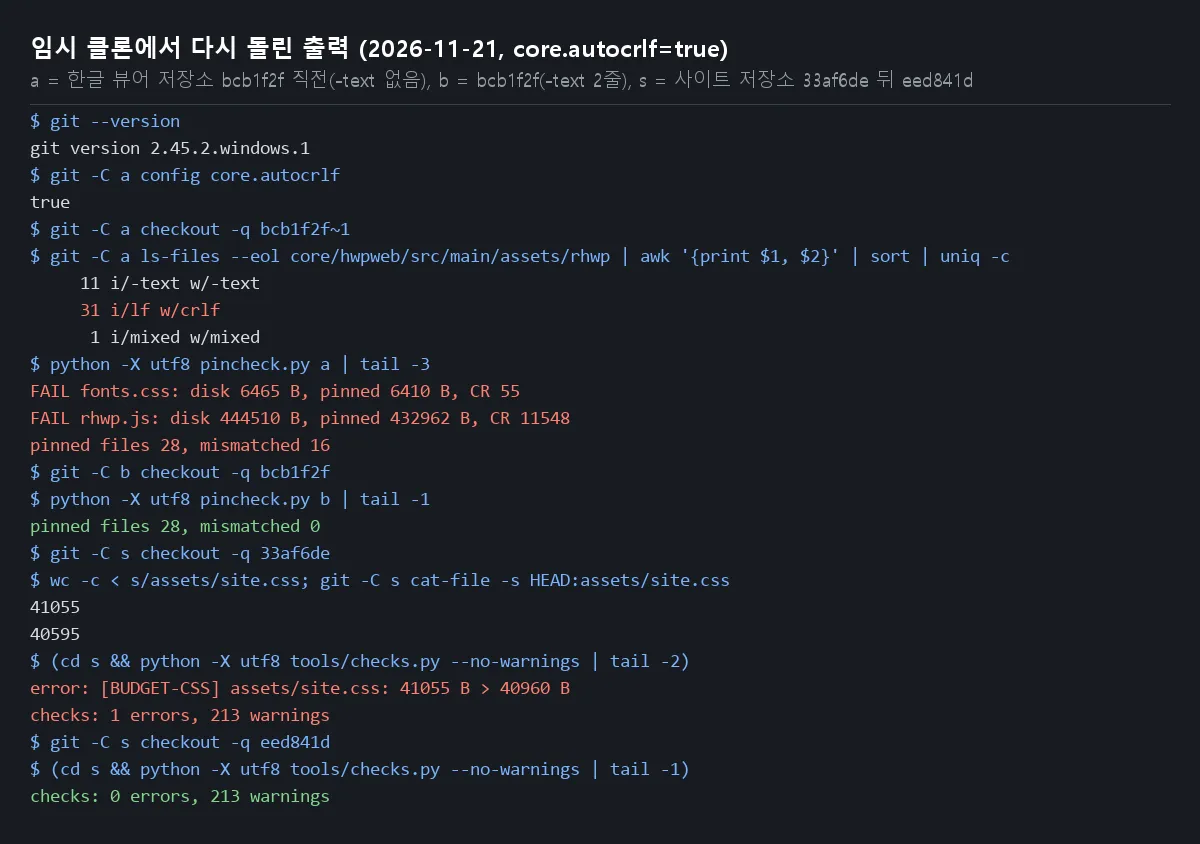 임시 클론에서 다시 돌린 출력 (2026-11-21, core.autocrlf=true)
a = 한글 뷰어 저장소 bcb1f2f 직전(-text 없음), b = bcb1f2f(-text 2줄), s = 사이트 저장소 33af6de 뒤 eed841d
$ git --version
git version 2.45.2.windows.1
$ git -C a config core.autocrlf
true
$ git -C a checkout -q bcb1f2f~1
$ git -C a ls-files --eol core/hwpweb/src/main/assets/rhwp | awk '{print $1, $2}' | sort | uniq -c
     11 i/-text w/-text
     31 i/lf w/crlf
      1 i/mixed w/mixed
$ python -X utf8 pincheck.py a | tail -3
FAIL fonts.css: disk 6465 B, pinned 6410 B, CR 55
FAIL rhwp.js: disk 444510 B, pinned 432962 B, CR 11548
pinned files 28, mismatched 16
$ git -C b checkout -q bcb1f2f
$ python -X utf8 pincheck.py b | tail -1
pinned files 28, mismatched 0
$ git -C s checkout -q 33af6de
$ wc -c < s/assets/site.css; git -C s cat-file -s HEAD:assets/site.css
41055
40595
$ (cd s && python -X utf8 tools/checks.py --no-warnings | tail -2)
error: [BUDGET-CSS] assets/site.css: 41055 B > 40960 B
checks: 1 errors, 213 warnings
$ git -C s checkout -q eed841d
$ (cd s && python -X utf8 tools/checks.py --no-warnings | tail -1)
checks: 0 errors, 213 warnings